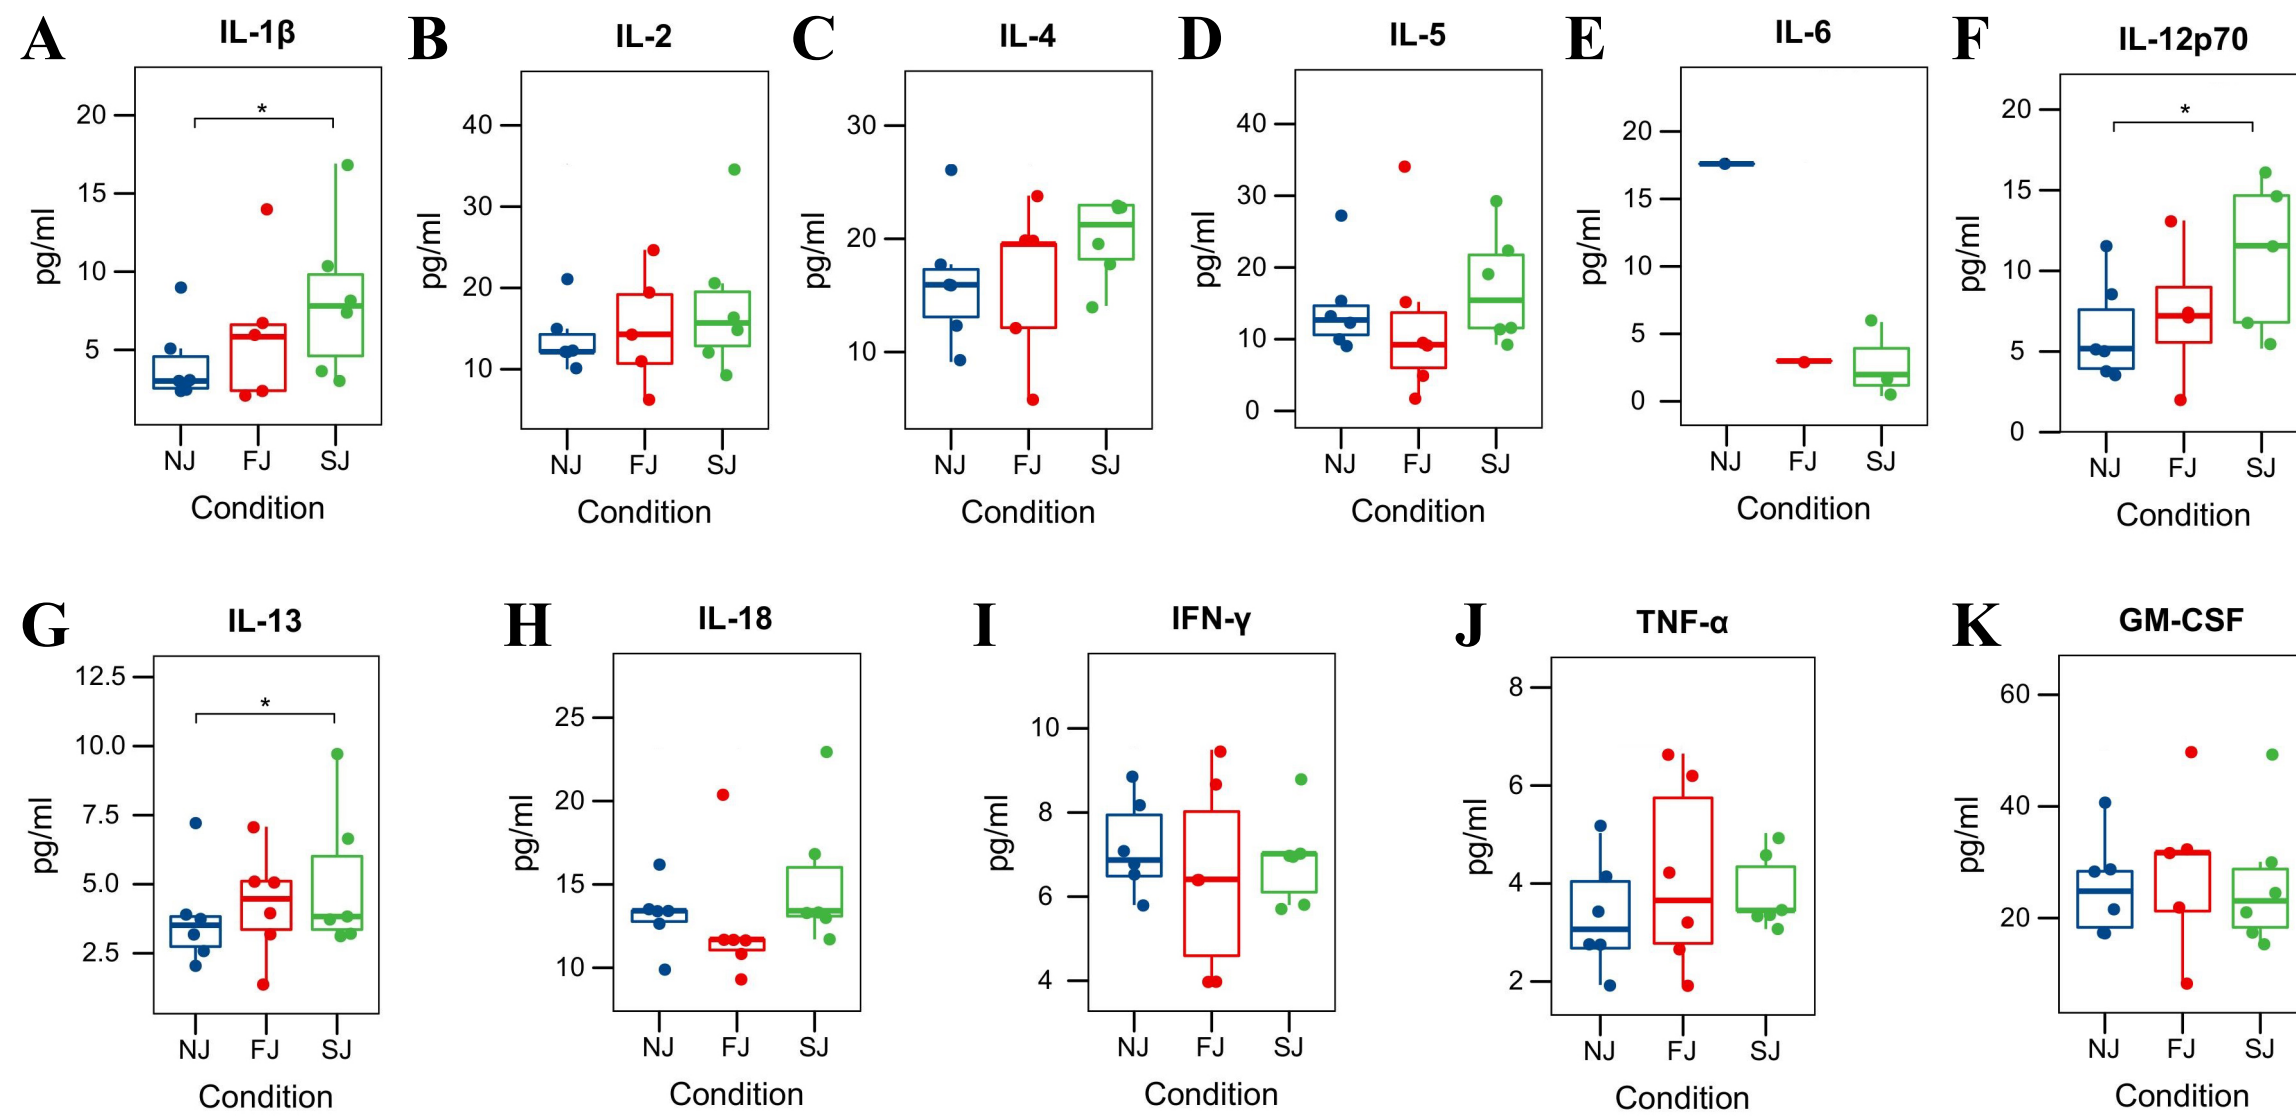 A IL-1β
*
20
15
10
5
pg/ml
NJ FJ SJ
Condition
B IL-2
40
30
20
10
pg/ml
NJ FJ SJ
Condition
C IL-4
30
20
10
pg/ml
NJ FJ SJ
Condition
D IL-5
40
30
20
10
0
pg/ml
NJ FJ SJ
Condition
E IL-6
20
15
10
5
0
pg/ml
NJ FJ SJ
Condition
F IL-12p70
*
20
15
10
5
0
pg/ml
NJ FJ SJ
Condition
G IL-13
*
12.5
10.0
7.5
5.0
2.5
pg/ml
NJ FJ SJ
Condition
H IL-18
25
20
15
10
pg/ml
NJ FJ SJ
Condition
I IFN-γ
10
8
6
4
pg/ml
NJ FJ SJ
Condition
J TNF-α
8
6
4
2
pg/ml
NJ FJ SJ
Condition
K GM-CSF
60
40
20
pg/ml
NJ FJ SJ
Condition